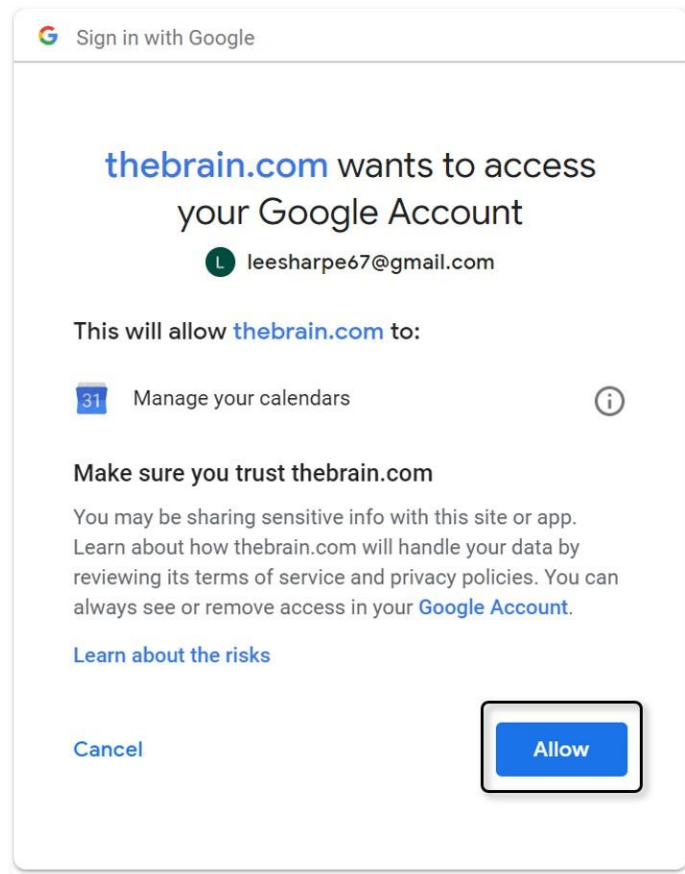 Sign in with Google
thebrain.com wants to access
your Google Account
L leesharpe67@gmail.com
This will allow thebrain.com to:
31 Manage your calendars
Make sure you trust thebrain.com
You may be sharing sensitive info with this site or app.
Learn about how thebrain.com will handle your data by
reviewing its terms of service and privacy policies. You can
always see or remove access in your Google Account.
Learn about the risks
Cancel Allow